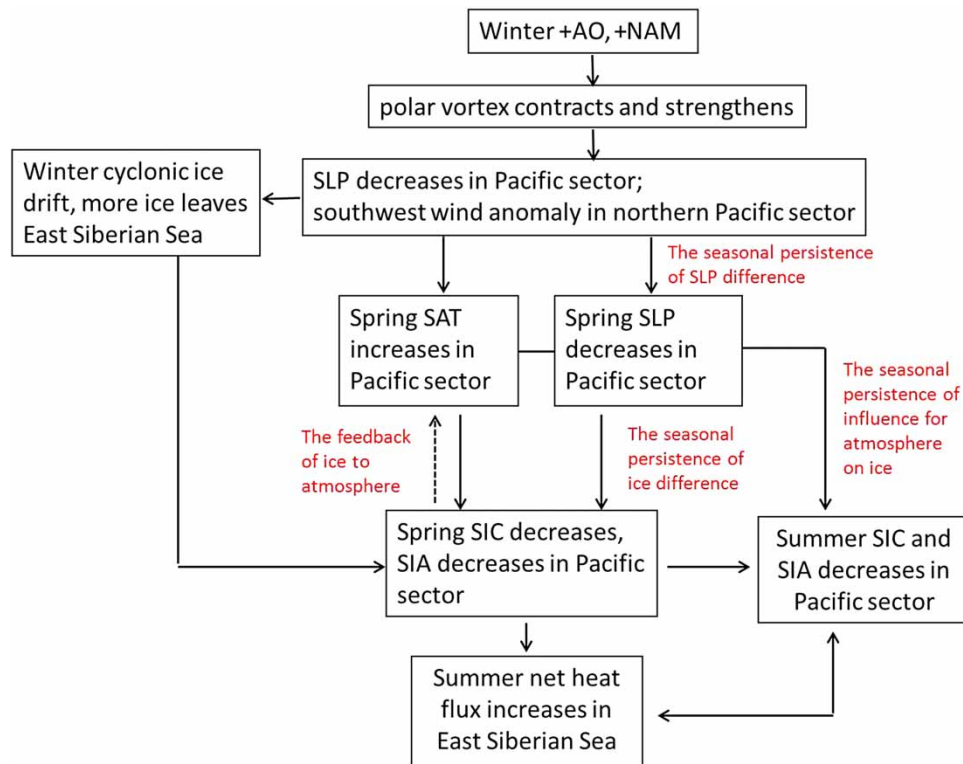 Winter +AO, +NAM
polar vortex contracts and strengthens
Winter cyclonic ice
drift, more ice leaves
East Siberian Sea
SLP decreases in Pacific sector;
southwest wind anomaly in northern Pacific sector
The seasonal persistence
of SLP difference
Spring SAT
increases in
Pacific sector
Spring SLP
decreases in
Pacific sector
The seasonal
persistence of
influence for
atmosphere
on ice
The feedback
of ice to
atmosphere
The seasonal
persistence of
ice difference
Spring SIC decreases,
SIA decreases in Pacific
sector
Summer SIC and
SIA decreases in
Pacific sector
Summer net heat
flux increases in
East Siberian Sea